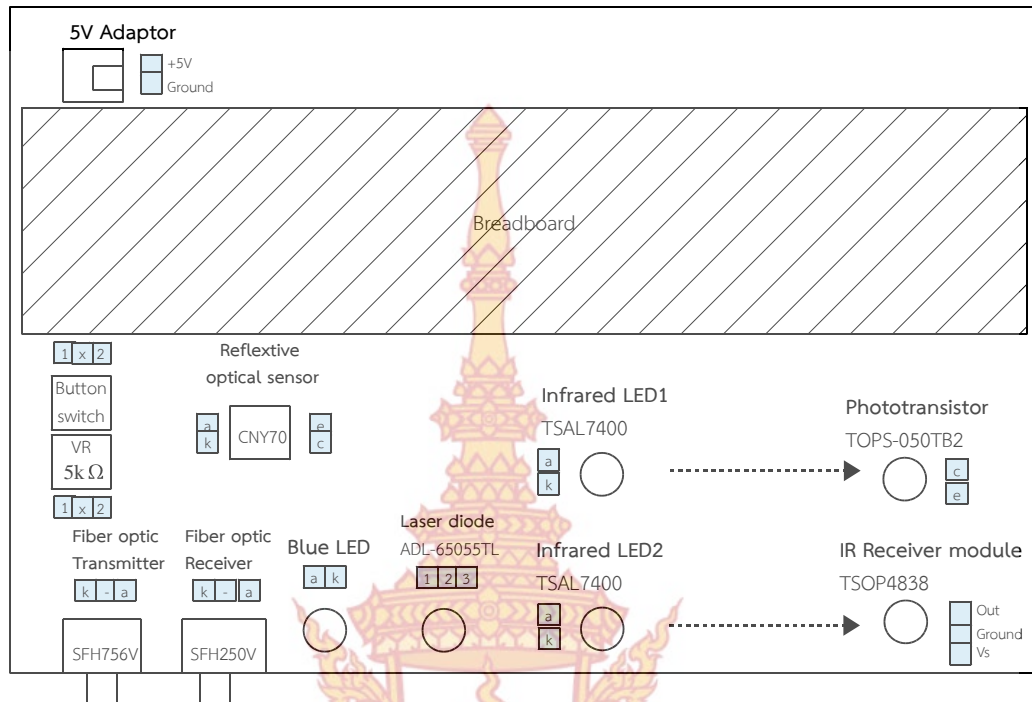 5V Adaptor
+5V
Ground
Breadboard
1 x 2
Button
switch
VR
5k Ω
1 x 2
Reflextive
optical sensor
a
k
CNY70
e
c
Infrared LED1
TSAL7400
a
k
Phototransistor
TOPS-050TB2
c
e
Fiber optic
Transmitter
k - a
SFH756V
Fiber optic
Receiver
k - a
SFH250V
Blue LED
a k
Laser diode
ADL-65055TL
1 2 3
Infrared LED2
TSAL7400
a
k
IR Receiver module
TSOP4838
Out
Ground
Vs